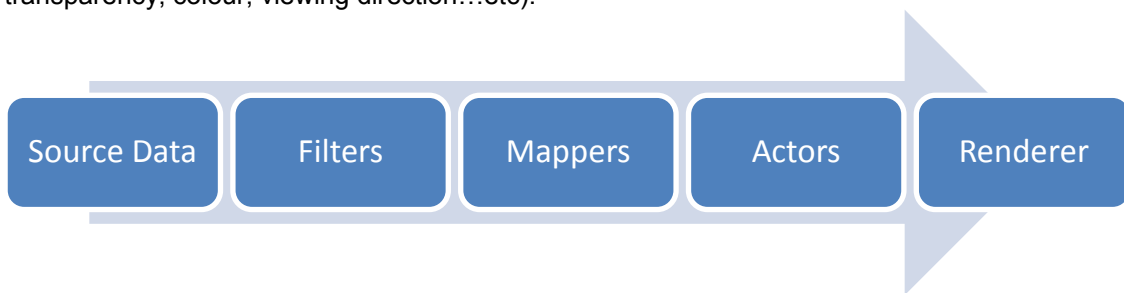 transparency, colour, viewing direction…etc).
Source Data
Filters
Mappers
Actors
Renderer